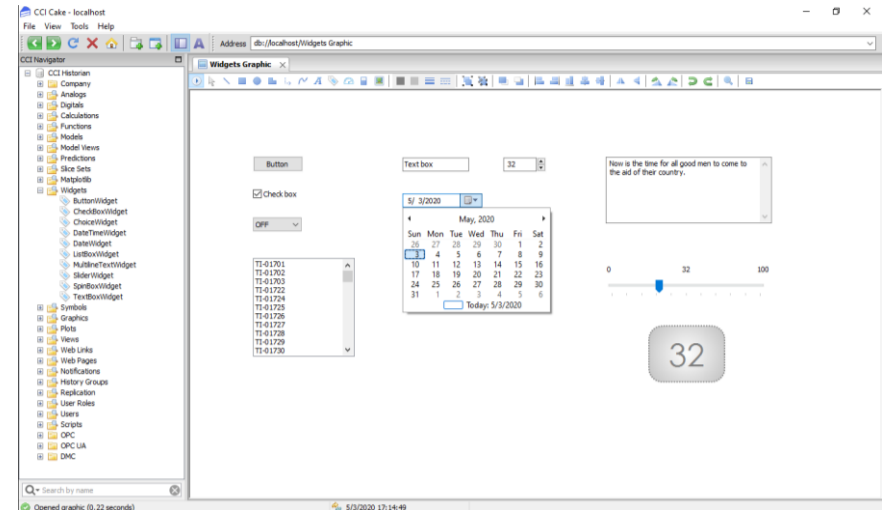 CCI Cake - localhost
File View Tools Help
Address db://localhost/Widgets Graphic
CCI Navigator
CCI Historian
Company
Analogs
Digitals
Calculations
Functions
Models
Model Views
Predictions
Slice Sets
Matplotlib
Widgets
ButtonWidget
CheckBoxWidget
ChoiceWidget
DateTimeWidget
DateWidget
ListBoxWidget
MultilineTextWidget
SliderWidget
SpinBoxWidget
TextBoxWidget
Symbols
Graphics
Plots
Views
Web Links
Web Pages
Notifications
History Groups
Replication
User Roles
Users
Scripts
OPC
OPC UA
DMC
Search by name
Widgets Graphic
Button
Check box
OFF
TI-01701
TI-01702
TI-01703
TI-01722
TI-01724
TI-01725
TI-01726
TI-01727
TI-01728
TI-01729
TI-01730
Text box 32
5/ 3/2020
May, 2020
Sun Mon Tue Wed Thu Fri Sat
26 27 28 29 30 1 2
3 4 5 6 7 8 9
10 11 12 13 14 15 16
17 18 19 20 21 22 23
24 25 26 27 28 29 30
31 1 2 3 4 5 6
Today: 5/3/2020
Now is the time for all good men to come to
the aid of their country.
0 32 100
32
Opened graphic (0.22 seconds) 5/3/2020 17:14:49